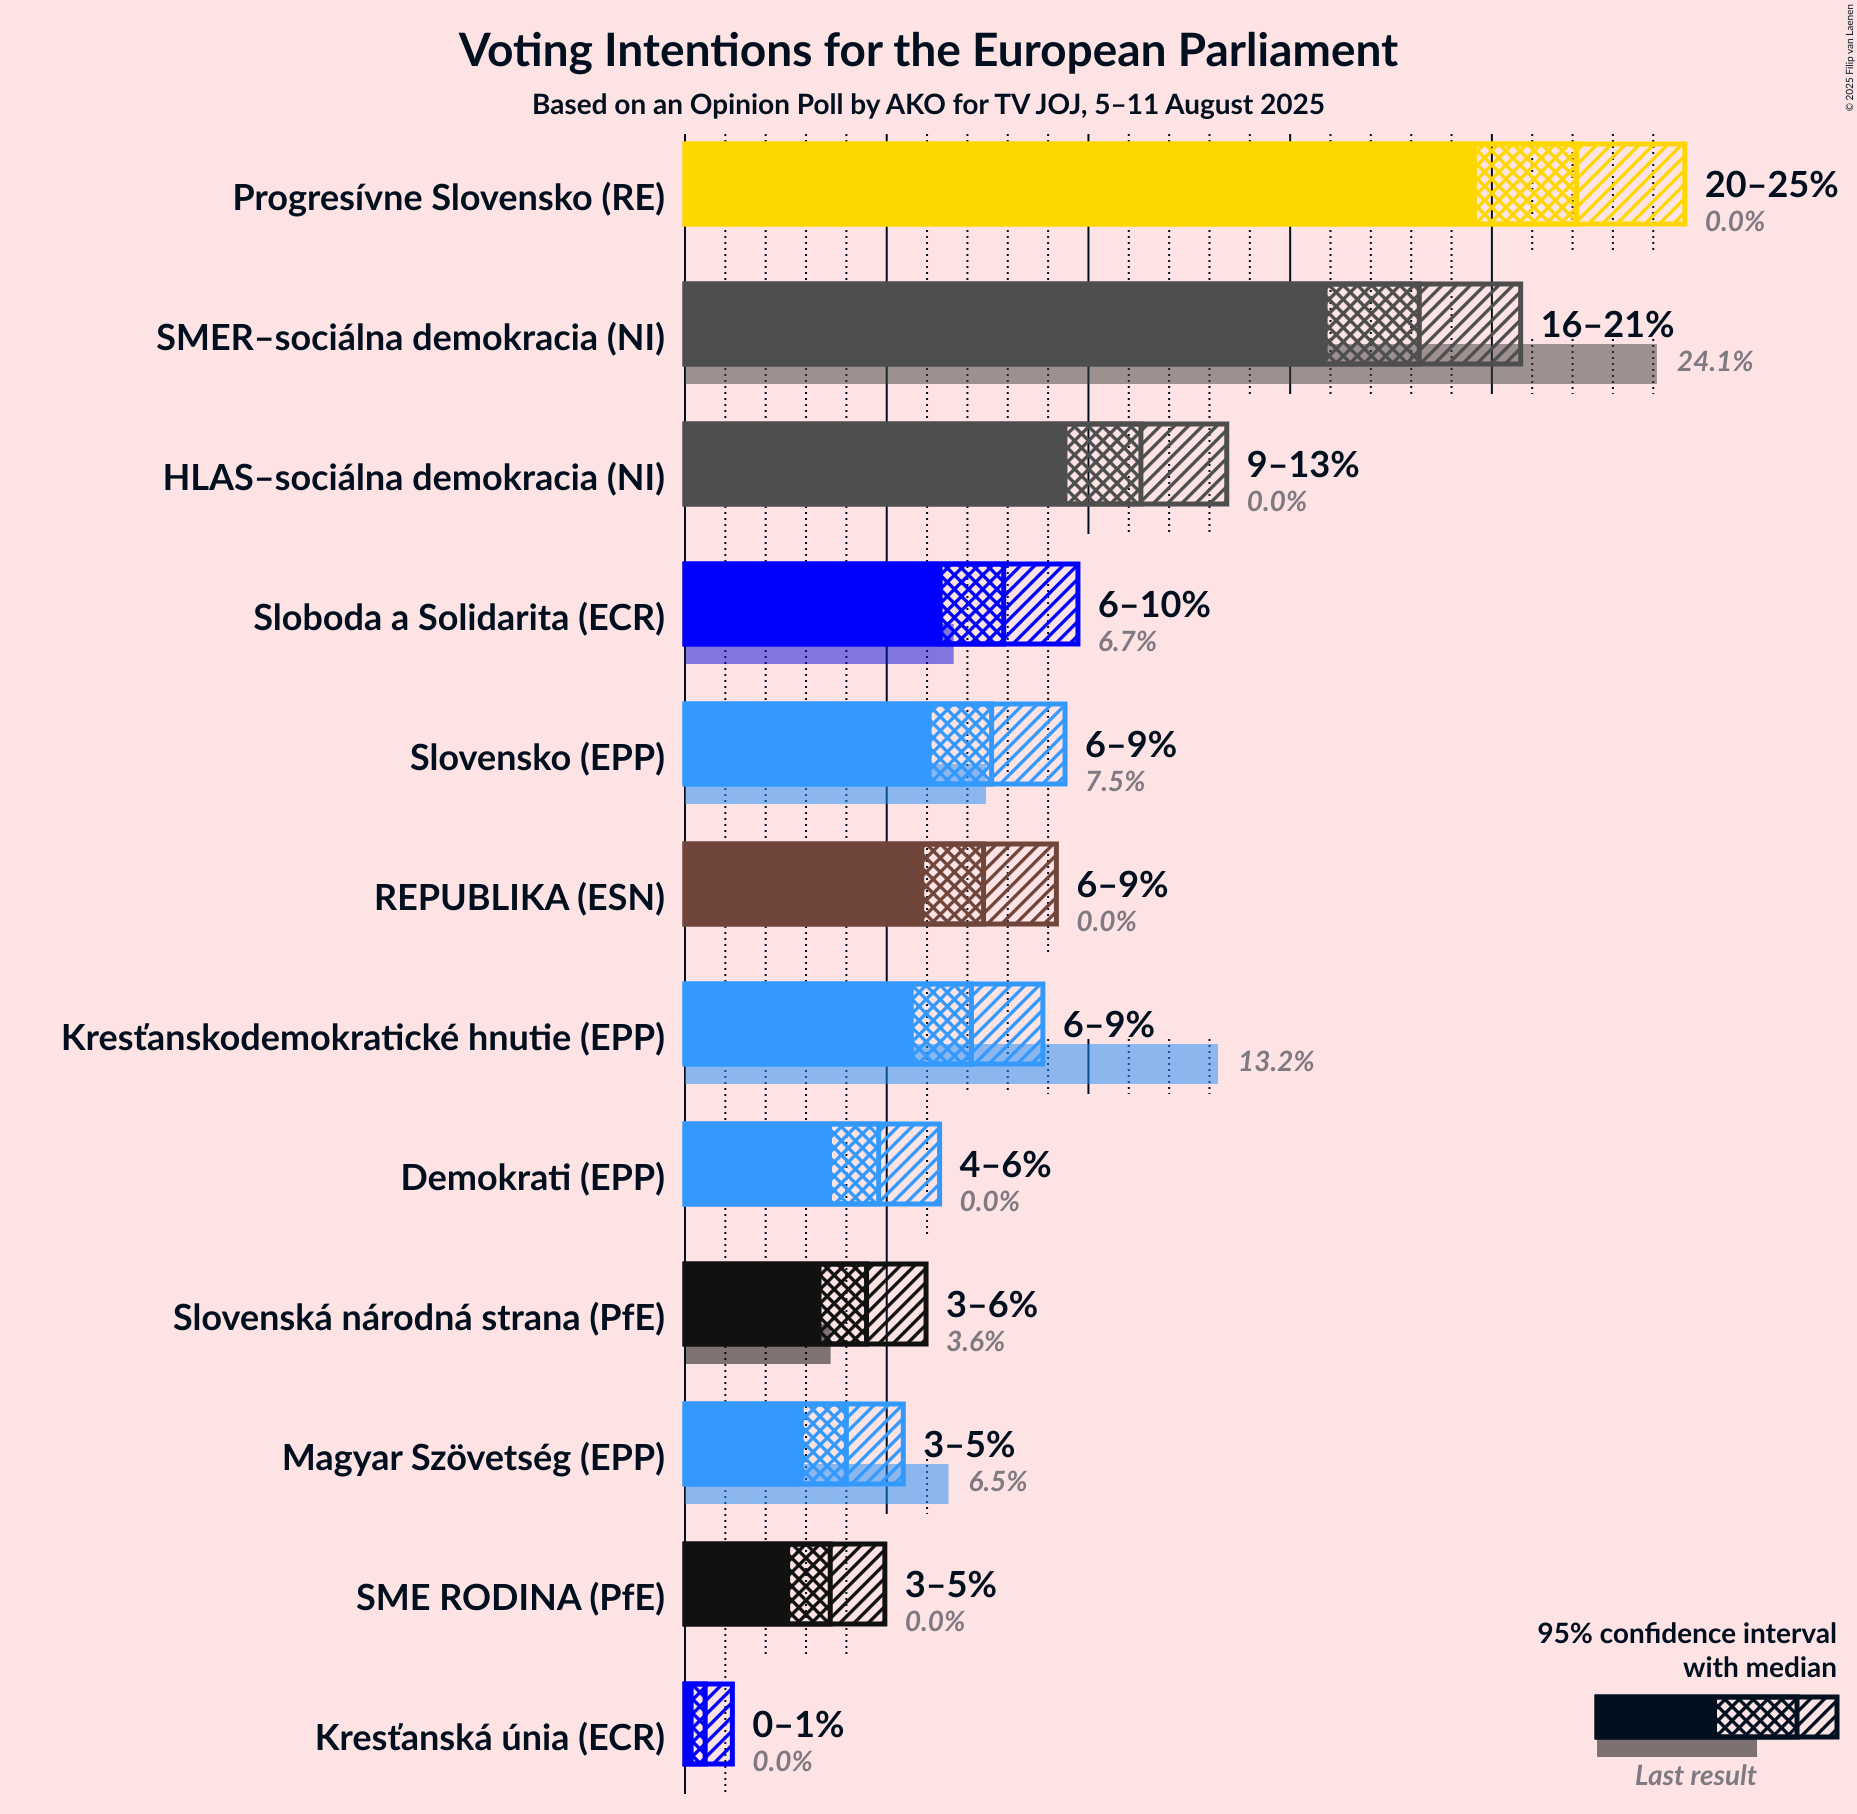 Voting Intentions for the European Parliament
Based on an Opinion Poll by AKO for TV JOJ, 5–11 August 2025
© 2025 Filip van Laenen
Progresívne Slovensko (RE)
20–25%
0.0%
SMER–sociálna demokracia (NI)
16–21%
24.1%
HLAS–sociálna demokracia (NI)
9–13%
0.0%
Sloboda a Solidarita (ECR)
6–10%
6.7%
Slovensko (EPP)
6–9%
7.5%
REPUBLIKA (ESN)
6–9%
0.0%
Kresťanskodemokratické hnutie (EPP)
6–9%
13.2%
Demokrati (EPP)
4–6%
0.0%
Slovenská národná strana (PfE)
3–6%
3.6%
Magyar Szövetség (EPP)
3–5%
6.5%
SME RODINA (PfE)
3–5%
0.0%
Kresťanská únia (ECR)
0–1%
0.0%
95% confidence interval
with median
Last result